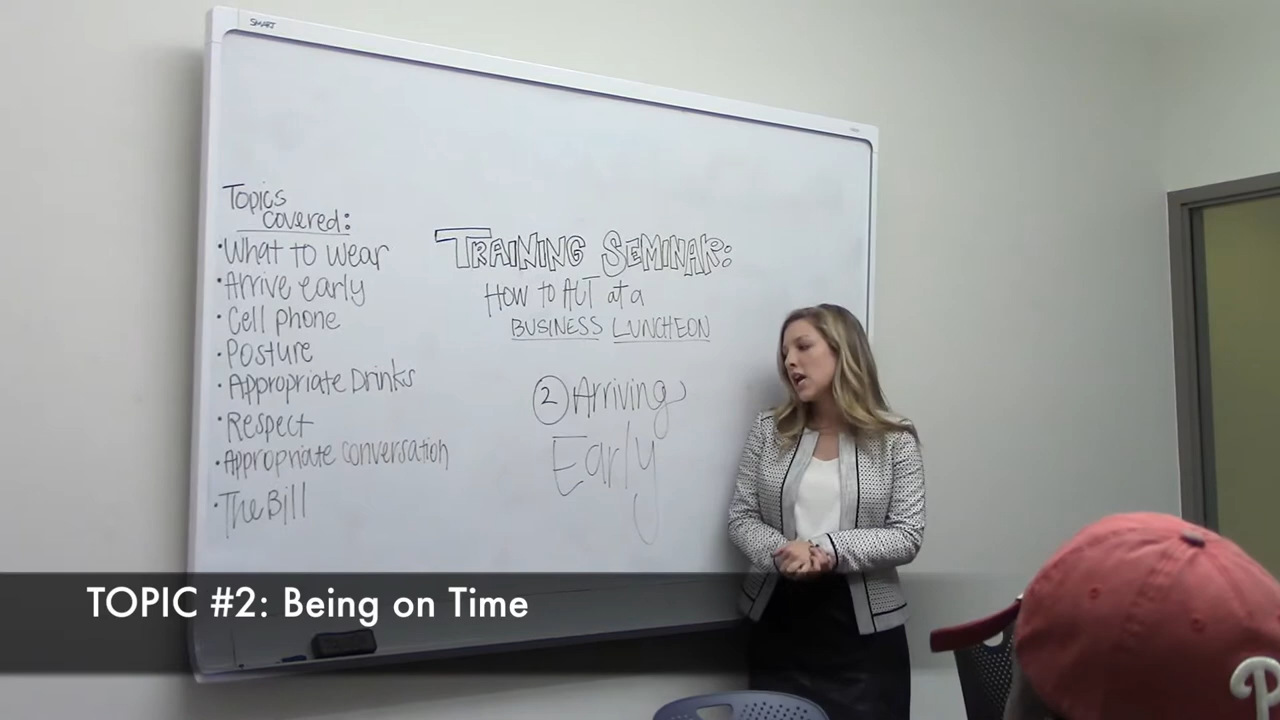 SMART
Topics
covered:
• What to wear
• Arrive early
• Cell phone
• Posture
• Appropriate Drinks
• Respect
• Appropriate conversation
• The Bill
TRAINING SEMINAR:
HOW TO ACT at a
BUSINESS LUNCHEON
2 Arriving
Early
TOPIC #2: Being on Time
P